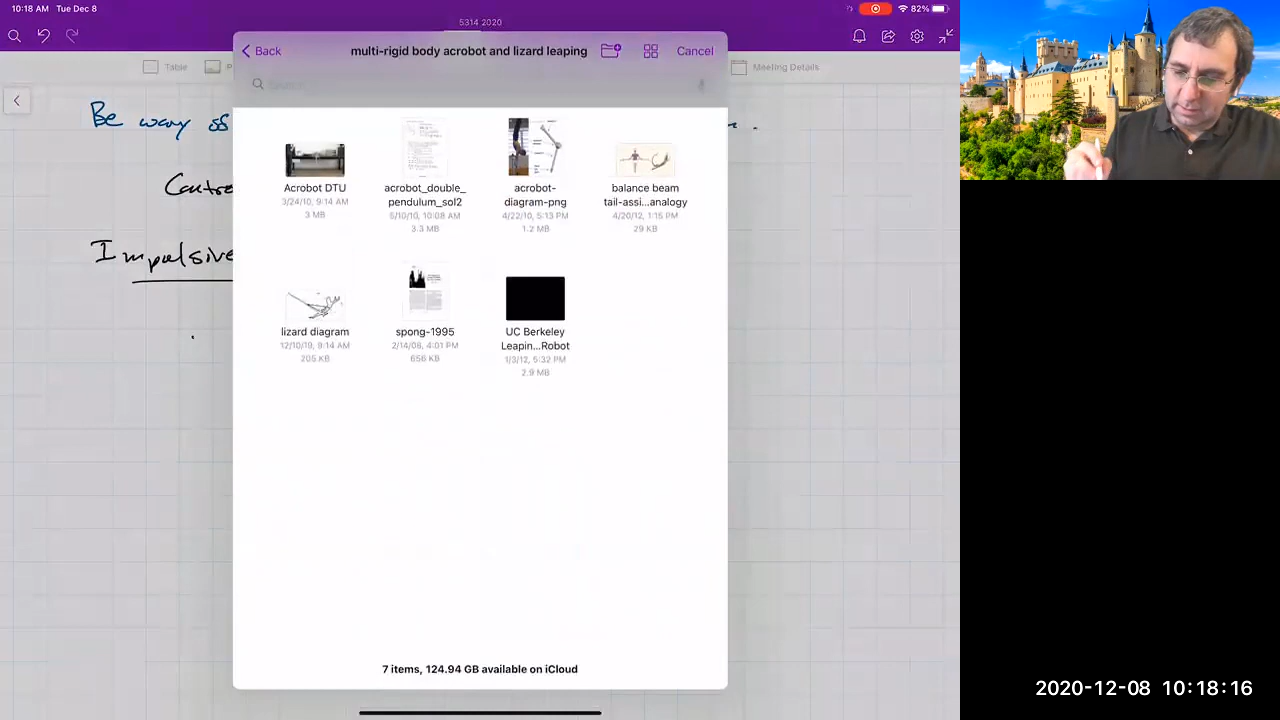 10:18 AM Tue Dec 8
82%
5314 2020
Back
multi-rigid body acrobot and lizard leaping
Cancel
Table
Meeting Details
Be wary of
Contro
Impulsive
Acrobot DTU
3/24/10, 9:14 AM
3 MB
acrobot_double_
pendulum_sol2
5/10/10, 10:08 AM
3.3 MB
acrobot-
diagram-png
4/22/10, 5:13 PM
1.2 MB
balance beam
tail-assi...analogy
4/20/12, 1:15 PM
29 KB
lizard diagram
12/10/19, 9:14 AM
205 KB
spong-1995
2/14/08, 4:01 PM
656 KB
UC Berkeley
Leapin...Robot
1/3/12, 5:32 PM
2.9 MB
7 items, 124.94 GB available on iCloud
2020-12-08 10:18:16